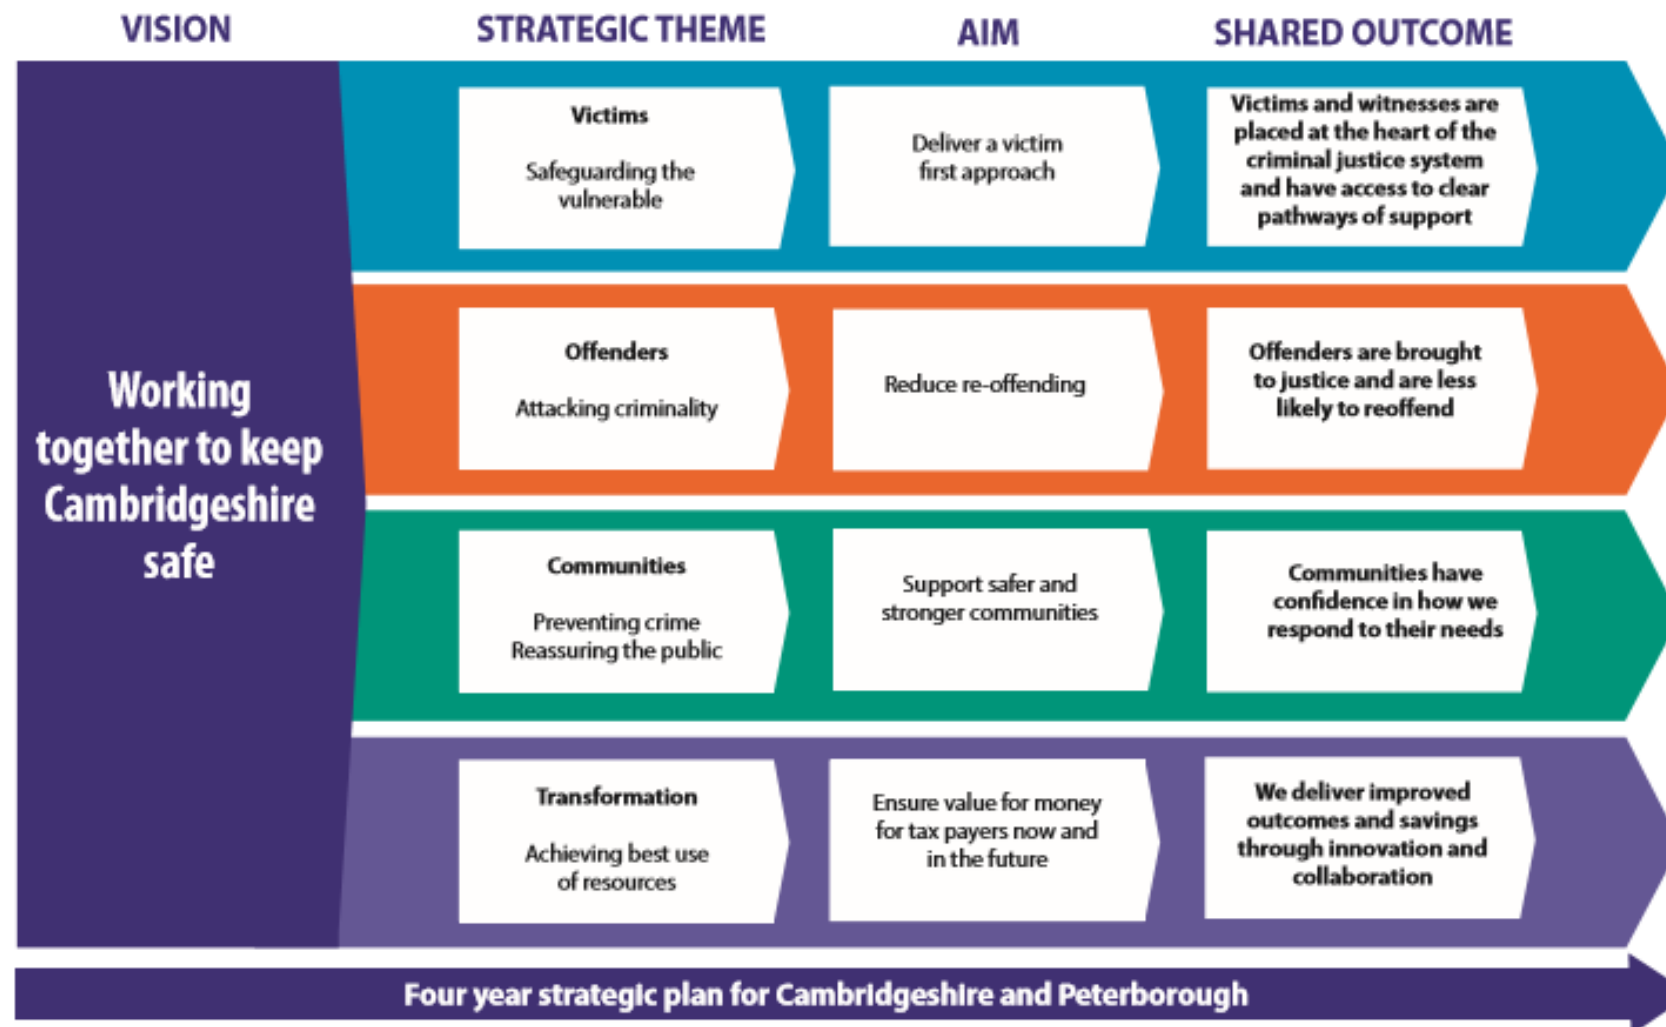 VISION
STRATEGIC THEME
AIM
SHARED OUTCOME
Working
together to keep
Cambridgeshire
safe
Victims
Safeguarding the
vulnerable
Deliver a victim
first approach
Victims and witnesses are
placed at the heart of the
criminal justice system
and have access to clear
pathways of support
Offenders
Attacking criminality
Reduce re-offending
Offenders are brought
to justice and are less
likely to reoffend
Communities
Preventing crime
Reassuring the public
Support safer and
stronger communities
Communities have
confidence in how we
respond to their needs
Transformation
Achieving best use
of resources
Ensure value for money
for tax payers now and
in the future
We deliver improved
outcomes and savings
through innovation and
collaboration
Four year strategic plan for Cambridgeshire and Peterborough